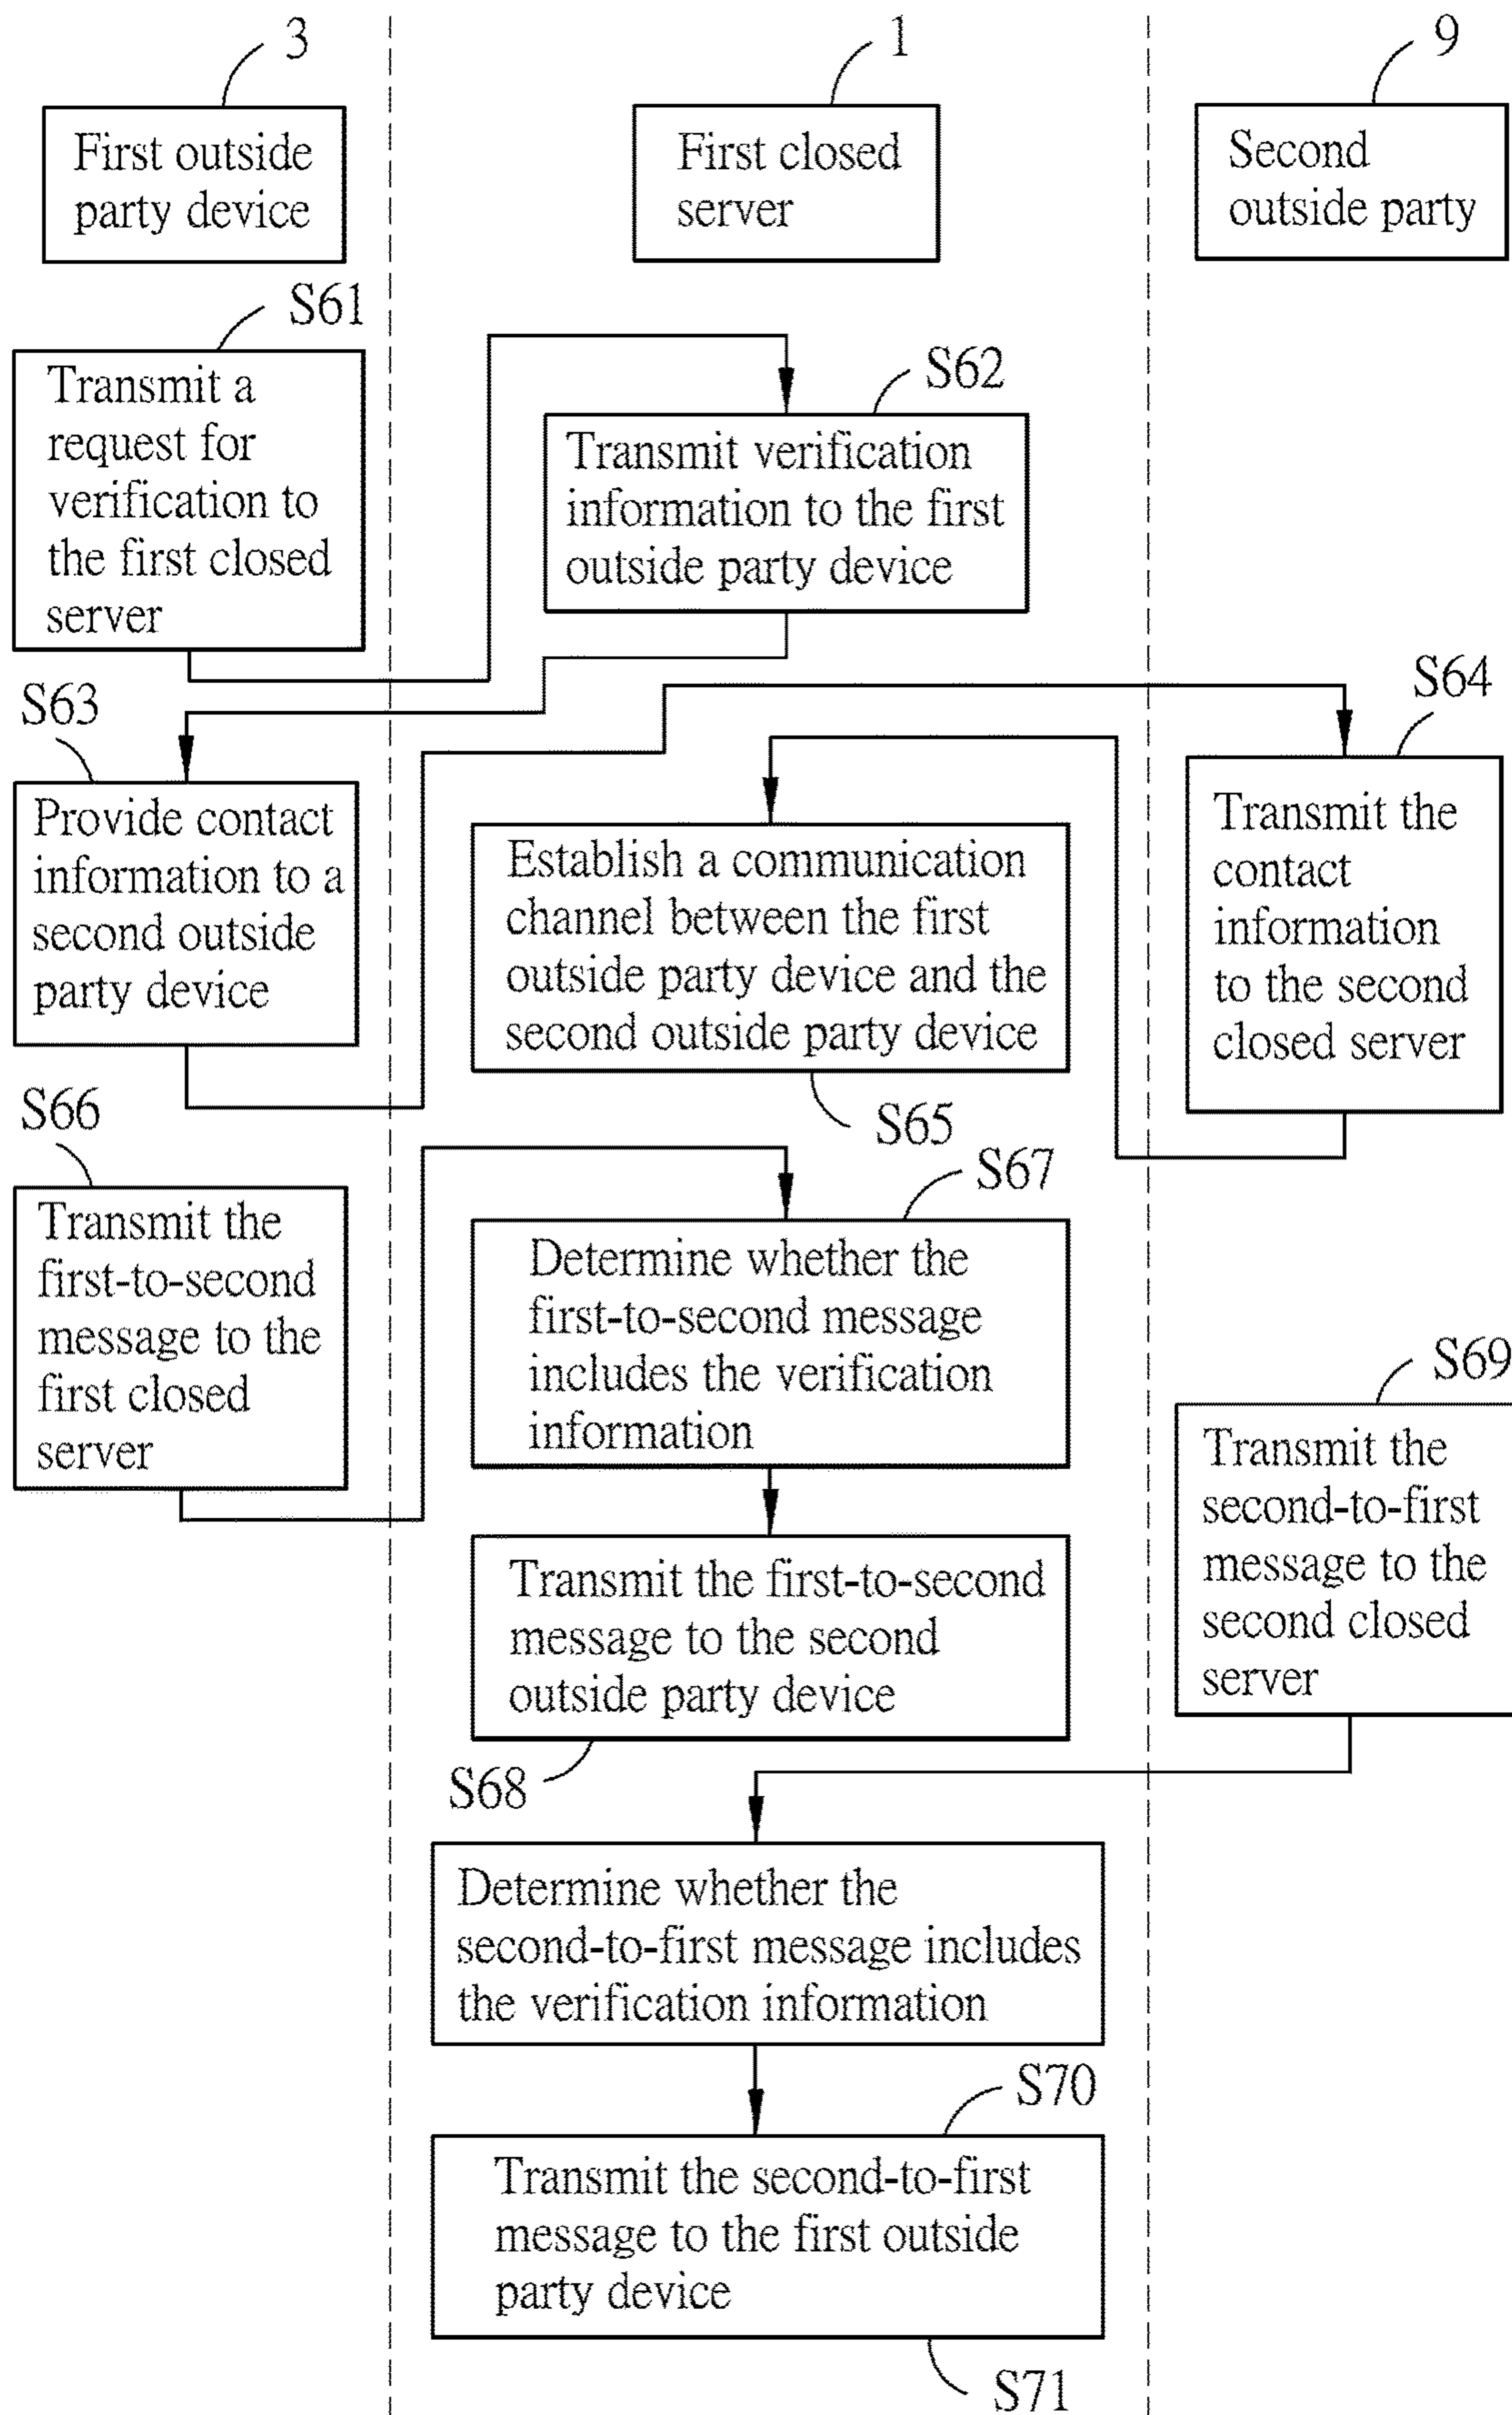 3
1
9
First outside
party device
First closed
server
Second
outside party
S61
Transmit a
request for
verification to
the first closed
server
S62
Transmit verification
information to the first
outside party device
S63
Provide contact
information to a
second outside
party device
S64
Transmit the
contact
information
to the second
closed server
Establish a communication
channel between the first
outside party device and the
second outside party device
S65
S66
Transmit the
first-to-second
message to the
first closed
server
S67
Determine whether the
first-to-second message
includes the verification
information
Transmit the first-to-second
message to the second
outside party device
S68
S69
Transmit the
second-to-first
message to the
second closed
server
Determine whether the
second-to-first message includes
the verification information
S70
Transmit the second-to-first
message to the first outside
party device
S71